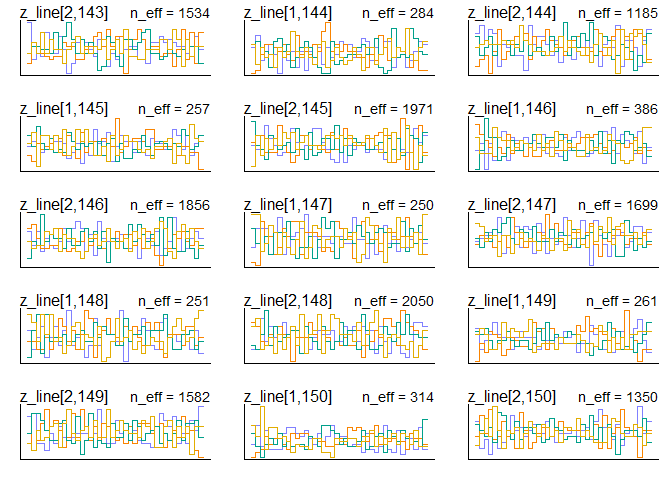 z_line[2,143] n_eff = 1534 z_line[1,144] n_eff = 284 z_line[2,144] n_eff = 1185
z_line[1,145] n_eff = 257 z_line[2,145] n_eff = 1971 z_line[1,146] n_eff = 386
z_line[2,146] n_eff = 1856 z_line[1,147] n_eff = 250 z_line[2,147] n_eff = 1699
z_line[1,148] n_eff = 251 z_line[2,148] n_eff = 2050 z_line[1,149] n_eff = 261
z_line[2,149] n_eff = 1582 z_line[1,150] n_eff = 314 z_line[2,150] n_eff = 1350